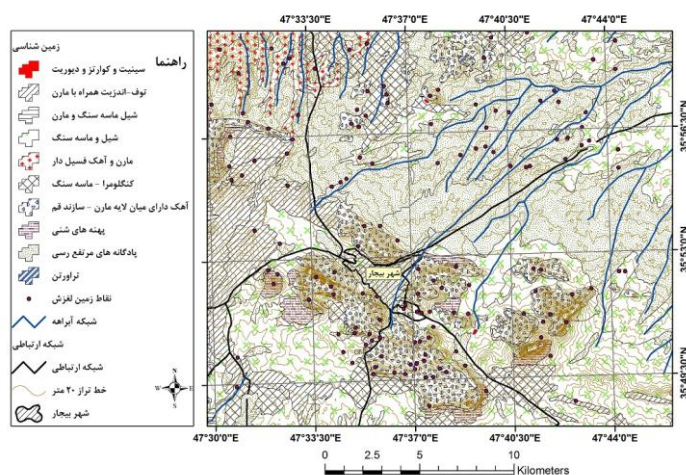 47°33'30"E 47°37'0"E 47°40'30"E 47°44'0"E
راهنما
زمین شناسی
سینیت و کوارتز و دیوریت
توف-اندزیت همراه با مارن
شیل ماسه سنگ و مارن
شیل و ماسه سنگ
مارن و آهک فسیل دار
کنگلومرا - ماسه سنگ
آهک دارای میان لایه مارن - سازند قم
پهنه های شنی
پادگانه های مرتفع رسی
تراورتن
نقاط زمین لغزش
شبکه آبراهه
شبکه ارتباطی
شبکه ارتباطی
خط تراز ۲۰ متر
شهر بیجار
N
W E
S
شهر بیجار
35°56'30"N
35°53'0"N
35°49'30"N
47°30'0"E 47°33'30"E 47°37'0"E 47°40'30"E 47°44'0"E
0 2.5 5 10
Kilometers